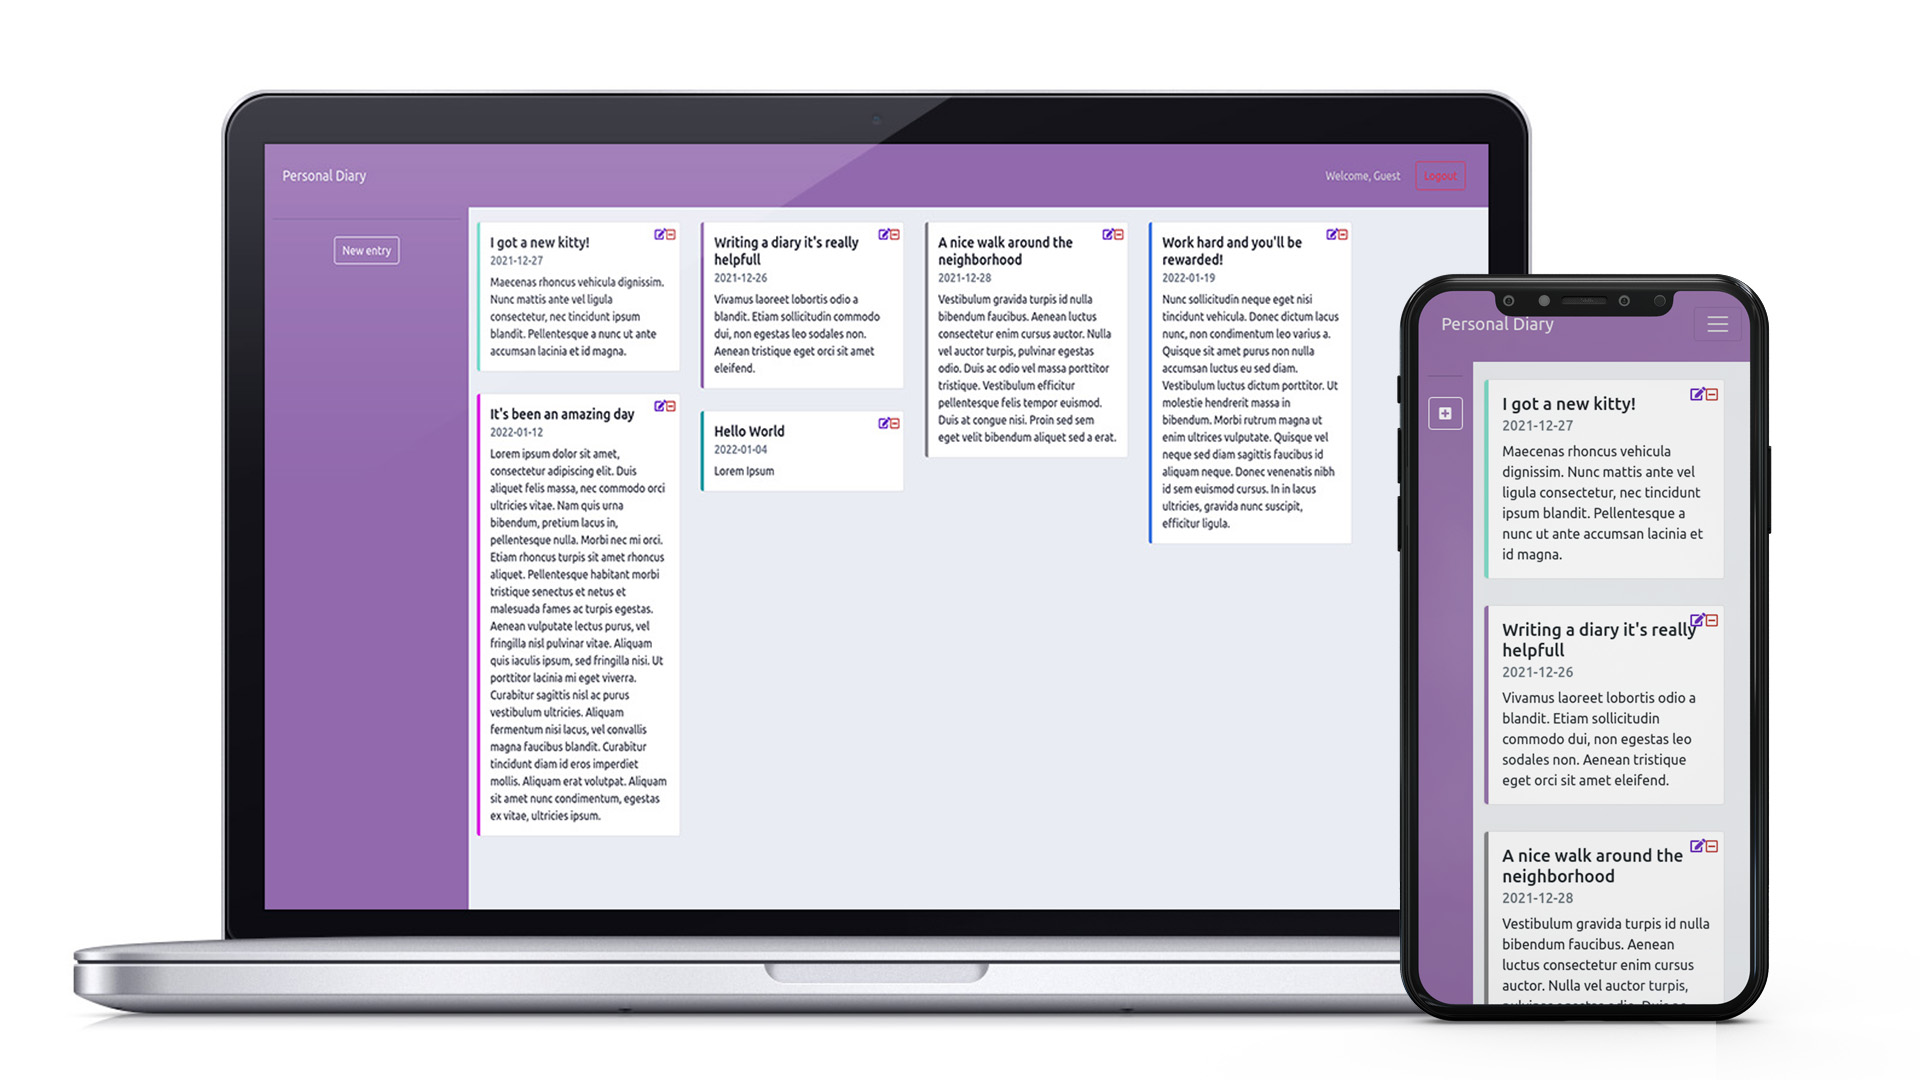 Personal Diary
Welcome, Guest
Logout
New entry
I got a new kitty!
2021-12-27
Maecenas rhoncus vehicula dignissim.
Nunc mattis ante vel ligula
consectetur, nec tincidunt ipsum
blandit. Pellentesque a nunc ut ante
accumsan lacinia et id magna.
It's been an amazing day
2022-01-12
Lorem ipsum dolor sit amet,
consectetur adipiscing elit. Duis
aliquet felis massa, nec commodo orci
ultricies vitae. Nam quis urna
bibendum, pretium lacus in,
pellentesque nulla. Morbi nec mi orci.
Etiam rhoncus turpis sit amet rhoncus
aliquet. Pellentesque habitant morbi
tristique senectus et netus et
malesuada fames ac turpis egestas.
Aenean vulputate lectus purus, vel
fringilla nisl pulvinar vitae. Aliquam
quis iaculis ipsum, sed fringilla nisi. Ut
porttitor lacinia mi eget viverra.
Curabitur sagittis nisl ac purus
vestibulum ultricies. Aliquam
fermentum nisi lacus, vel convallis
magna faucibus blandit. Curabitur
tincidunt diam id eros imperdiet
mollis. Aliquam erat volutpat. Aliquam
sit amet nunc condimentum, egestas
ex vitae, ultricies ipsum.
Writing a diary it's really
helpfull
2021-12-26
Vivamus laoreet lobortis odio a
blandit. Etiam sollicitudin commodo
dui, non egestas leo sodales non.
Aenean tristique eget orci sit amet
eleifend.
Hello World
2022-01-04
Lorem Ipsum
A nice walk around the
neighborhood
2021-12-28
Vestibulum gravida turpis id nulla
bibendum faucibus. Aenean luctus
consectetur enim cursus auctor. Nulla
vel auctor turpis, pulvinar egestas
odio. Duis ac odio vel massa porttitor
tristique. Vestibulum efficitur
pellentesque felis tempor euismod.
Duis at congue nisi. Proin sed sem
eget velit bibendum aliquet sed a erat.
Work hard and you'll be
rewarded!
2022-01-19
Nunc sollicitudin neque eget nisi
tincidunt vehicula. Donec dictum lacus
nunc, non condimentum leo varius a.
Quisque sit amet purus non nulla
accumsan luctus eu sed diam.
Vestibulum luctus dictum porttitor. Ut
molestie hendrerit massa in
bibendum. Morbi rutrum magna ut
enim ultrices vulputate. Quisque vel
neque sed diam sagittis faucibus id
aliquam neque. Donec venenatis nibh
id sem euismod cursus. In in lacus
ultricies, gravida nunc suscipit,
efficitur ligula.
Personal Diary
I got a new kitty!
2021-12-27
Maecenas rhoncus vehicula
dignissim. Nunc mattis ante vel
ligula consectetur, nec tincidunt
ipsum blandit. Pellentesque a
nunc ut ante accumsan lacinia et
id magna.
Writing a diary it's really
helpfull
2021-12-26
Vivamus laoreet lobortis odio a
blandit. Etiam sollicitudin
commodo dui, non egestas leo
sodales non. Aenean tristique
eget orci sit amet eleifend.
A nice walk around the
neighborhood
2021-12-28
Vestibulum gravida turpis id nulla
bibendum faucibus. Aenean
luctus consectetur enim cursus
auctor. Nulla vel auctor turpis,